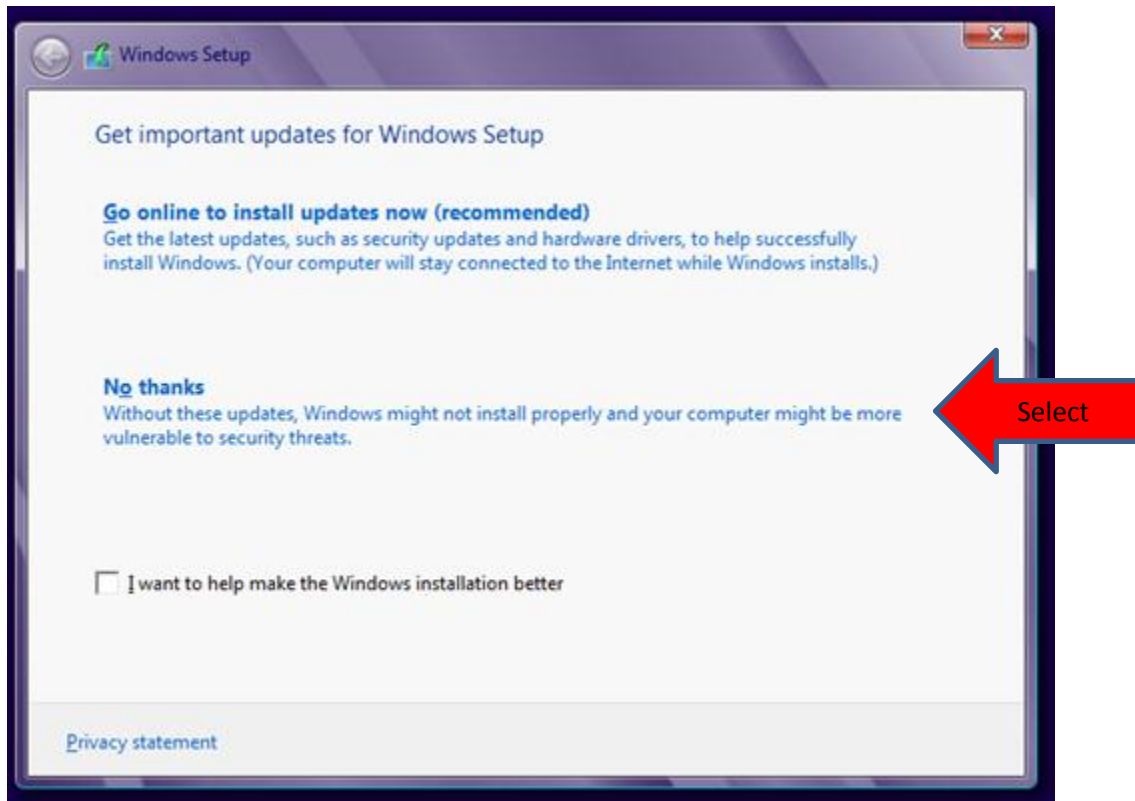 Windows Setup
Get important updates for Windows Setup
Go online to install updates now (recommended)
Get the latest updates, such as security updates and hardware drivers, to help successfully
install Windows. (Your computer will stay connected to the Internet while Windows installs.)
No thanks
Without these updates, Windows might not install properly and your computer might be more
vulnerable to security threats.
Select
I want to help make the Windows installation better
Privacy statement